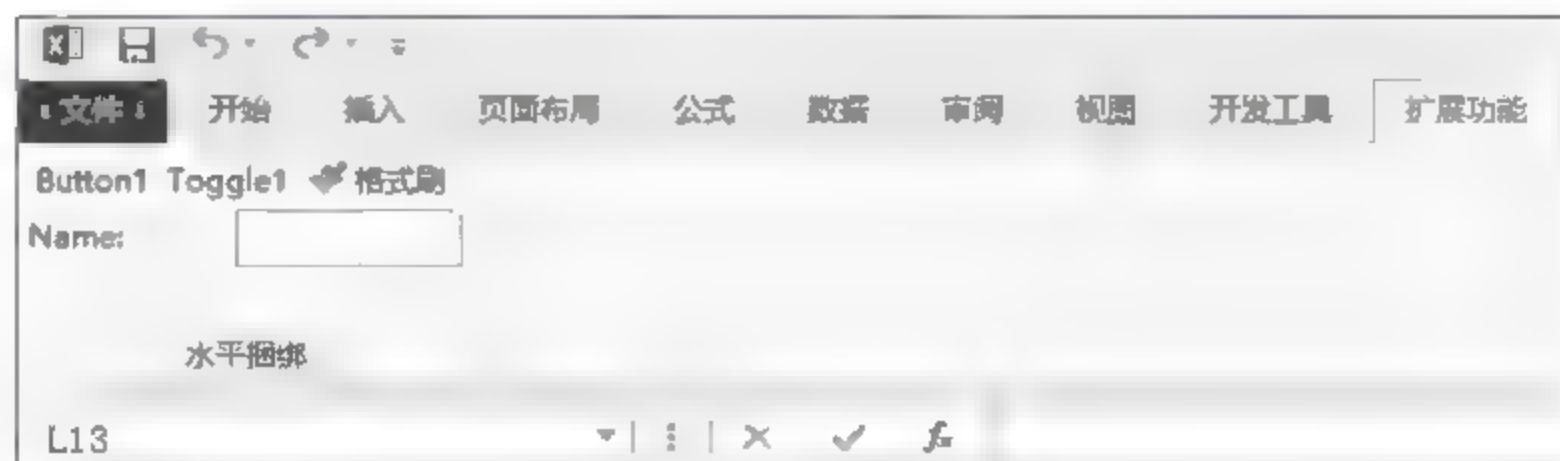 文件 开始 插入 页面布局 公式 数据 审阅 视图 开发工具 扩展功能
Button1 Toggle1 格式刷
Name:
水平捆绑
L13 fx